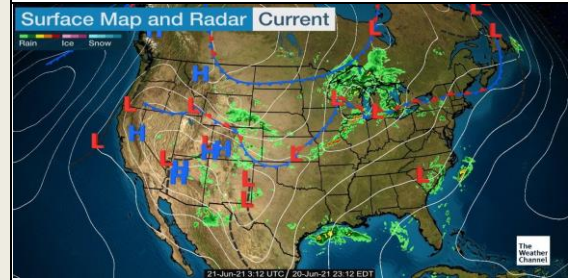 Surface Map and Radar Current
Rain Ice Snow
H
L
L
L
H
L
L
L
L
L
H
L
L
L
H
H
L
H
H
L
L
L
21-Jun-21 3:12 UTC / 20-Jun-21 23:12 EDT
The
Weather
Channel